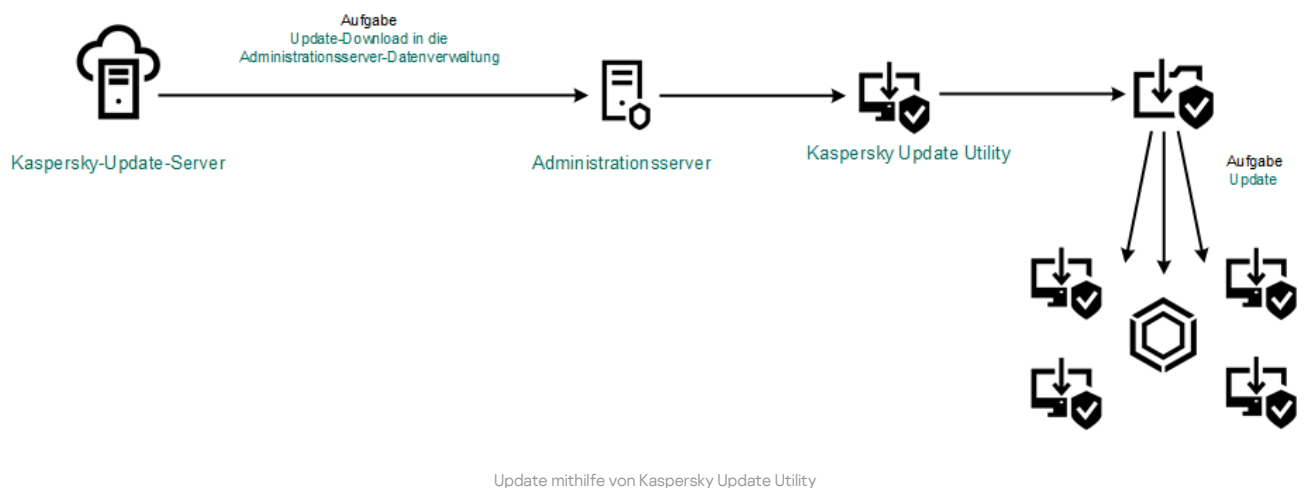 Aufgabe
Update-Download in die
Administrationsserver-Datenverwaltung
Kaspersky-Update-Server
Administrationsserver
Kaspersky Update Utility
Aufgabe
Update
Update mithilfe von Kaspersky Update Utility